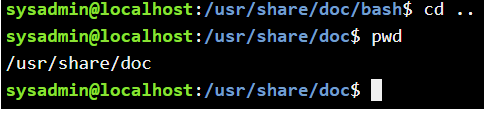 sysadmin@localhost:/usr/share/doc/bash$ cd ..
sysadmin@localhost:/usr/share/doc$ pwd
/usr/share/doc
sysadmin@localhost:/usr/share/doc$